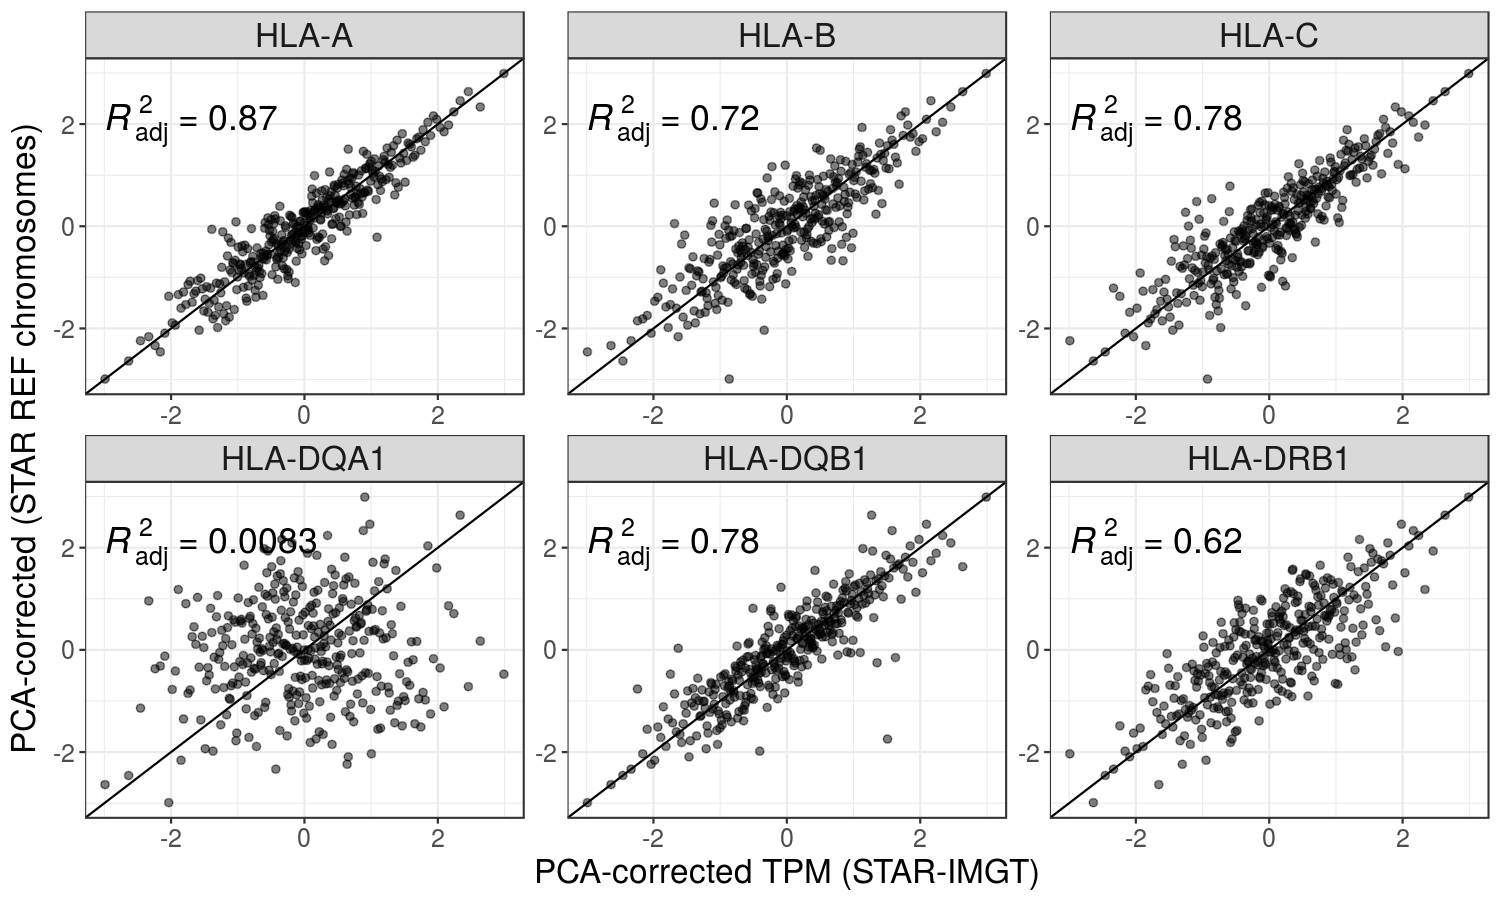 HLA-A HLA-B HLA-C
R²adj = 0.87 R²adj = 0.72 R²adj = 0.78
2 2 2
0 0 0
-2 -2 -2
-2 0 2 -2 0 2 -2 0 2
PCA-corrected (STAR REF chromosomes)
HLA-DQA1 HLA-DQB1 HLA-DRB1
R²adj = 0.0083 R²adj = 0.78 R²adj = 0.62
2 2 2
0 0 0
-2 -2 -2
-2 0 2 -2 0 2 -2 0 2
PCA-corrected TPM (STAR-IMGT)